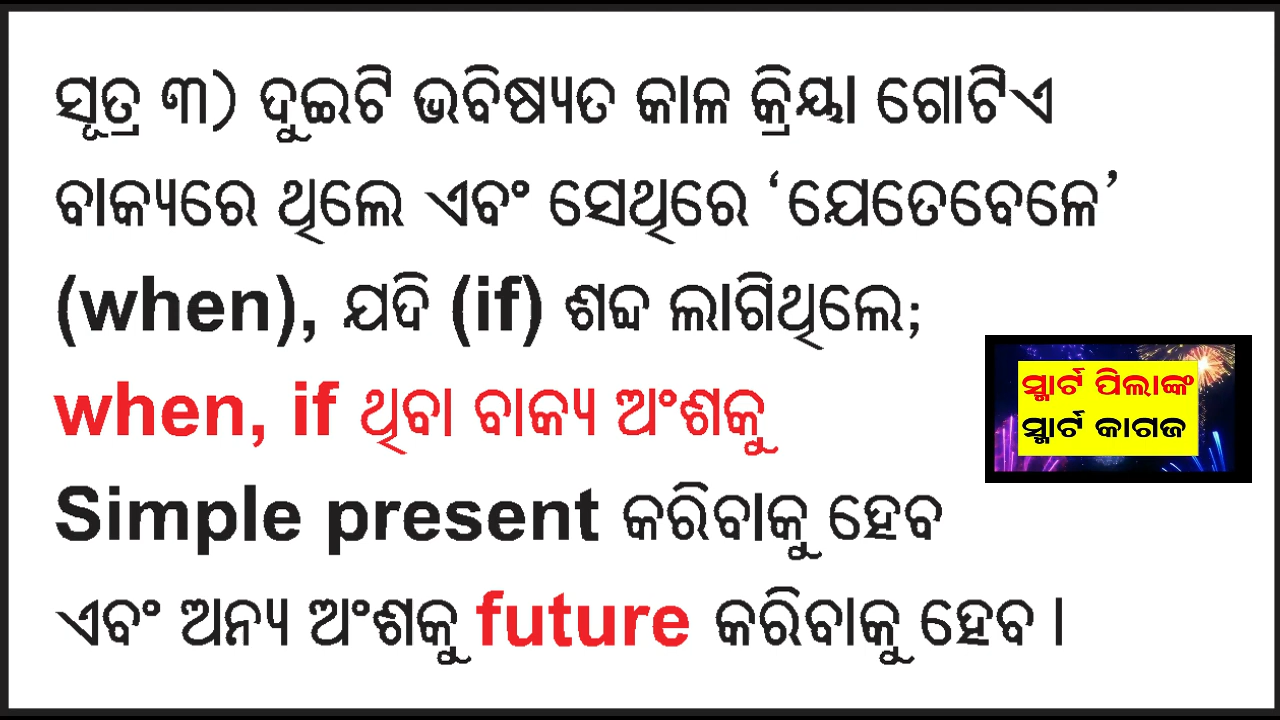 ସୂତ୍ର ୩) ଦୁଇଟି ଭବିଷ୍ୟତ କାଳ କ୍ରିୟା ଗୋଟିଏ
ବାକ୍ୟରେ ଥିଲେ ଏବଂ ସେଥିରେ ‘ଯେତେବେଳେ’
(when), ଯଦି (if) ଶବ୍ଦ ଲାଗିଥିଲେ;
when, if ଥିବା ବାକ୍ୟ ଅଂଶକୁ
Simple present କରିବାକୁ ହେବ
ଏବଂ ଅନ୍ୟ ଅଂଶକୁ future କରିବାକୁ ହେବ।
ସ୍ମାର୍ଟ ପିଲାଙ୍କ
ସ୍ମାର୍ଟ କାଗଜ